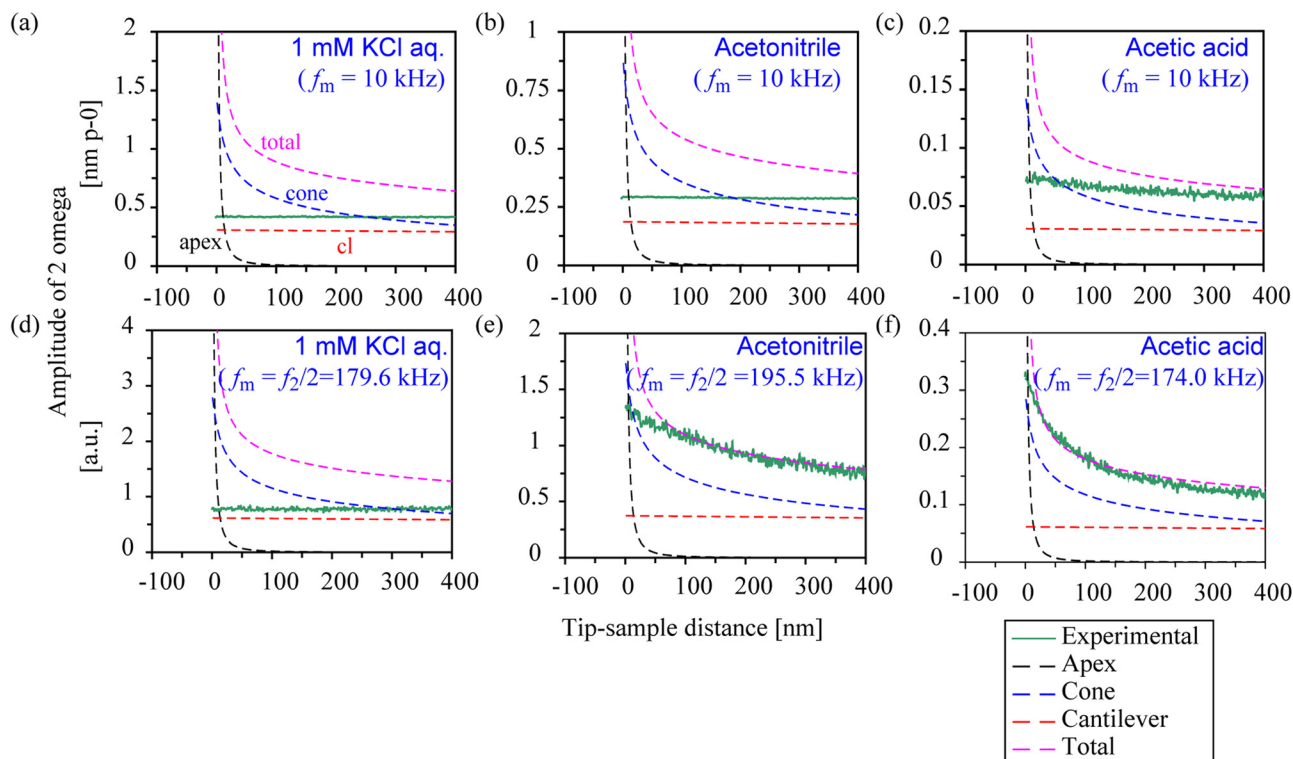 (a)
1 mM KCl aq.
(fm = 10 kHz)
2
1.5
1
0.5
0
total
cone
apex
cl
-100 0 100 200 300 400
(b)
Acetonitrile
(fm = 10 kHz)
1
0.75
0.5
0.25
0
-100 0 100 200 300 400
(c)
Acetic acid
(fm = 10 kHz)
0.2
0.15
0.1
0.05
0
-100 0 100 200 300 400
Amplitude of 2 omega
[nm p-0]
[a.u.]
(d)
1 mM KCl aq.
(fm = f2/2=179.6 kHz)
4
3
2
1
0
-100 0 100 200 300 400
(e)
Acetonitrile
(fm = f2/2 =195.5 kHz)
2
1.5
1
0.5
0
-100 0 100 200 300 400
(f)
Acetic acid
(fm = f2/2=174.0 kHz)
0.4
0.3
0.2
0.1
0
-100 0 100 200 300 400
Tip-sample distance [nm]
Experimental
Apex
Cone
Cantilever
Total